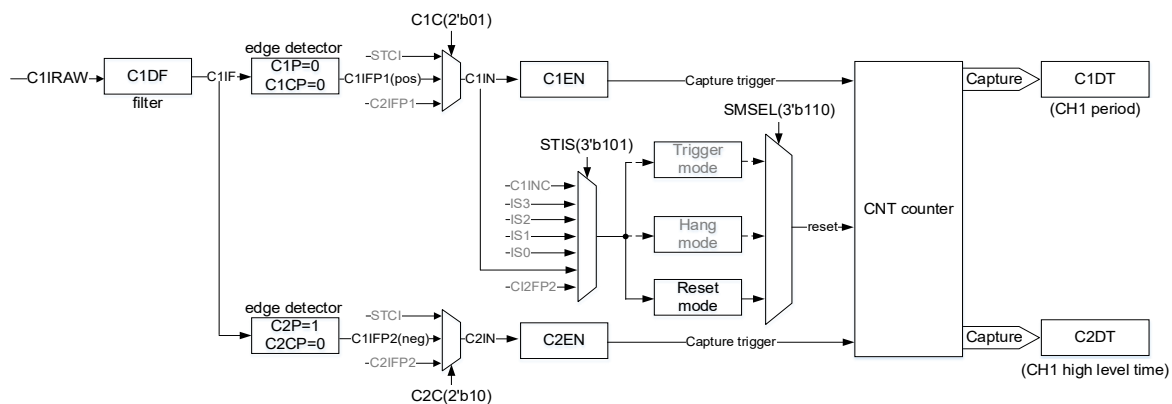 C1C(2'b01)
edge detector
C1P=0
C1CP=0
STCI
C1IRAW
C1DF
filter
C1IF
C1IFP1(pos)
C2IFP1
C1IN
C1EN
Capture trigger
Capture
C1DT
(CH1 period)
SMSEL(3'b110)
STIS(3'b101)
Trigger
mode
C1INC
IS3
IS2
IS1
IS0
CI2FP2
Hang
mode
Reset
mode
reset
CNT counter
edge detector
C2P=1
C2CP=0
STCI
C1IFP2(neg)
C2IFP2
C2IN
C2EN
Capture trigger
Capture
C2DT
(CH1 high level time)
C2C(2'b10)